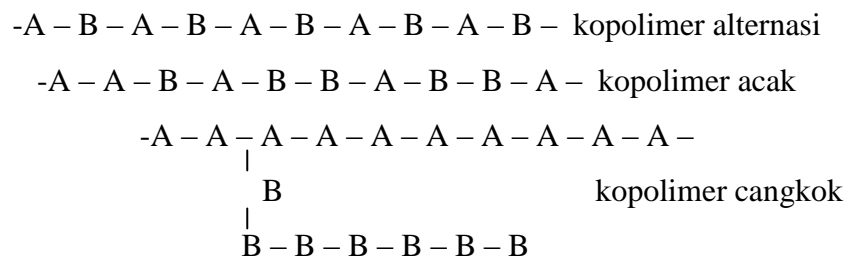 -A – B – A – B – A – B – A – B – A – B – kopolimer alternasi
-A – A – B – A – B – B – A – B – B – A – kopolimer acak
-A – A – A – A – A – A – A – A – A – A –
|
B kopolimer cangkok
|
B – B – B – B – B – B